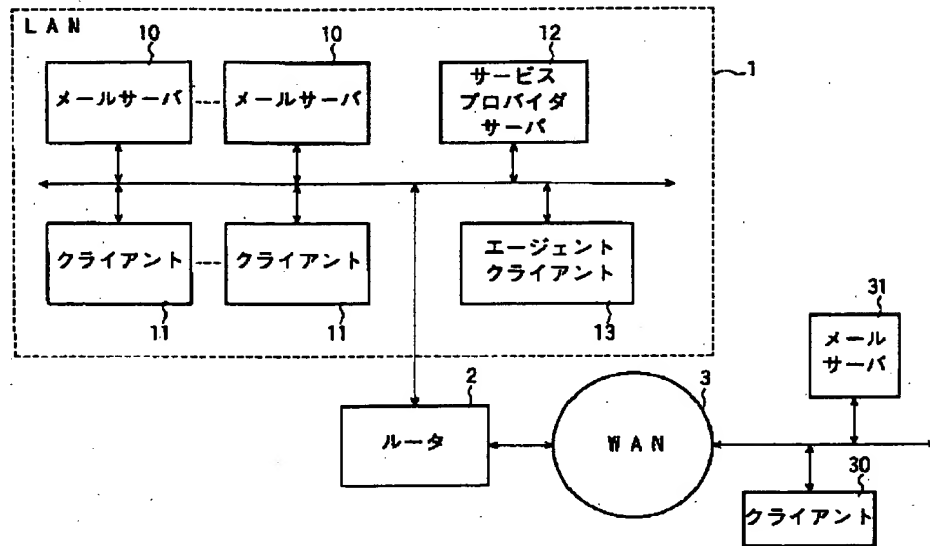 LAN
10
10
12
1
メールサーバ
メールサーバ
サービス
プロバイダ
サーバ
クライアント
クライアント
エージェント
クライアント
11
11
13
31
メール
サーバ
2
3
ルータ
WAN
30
クライアント